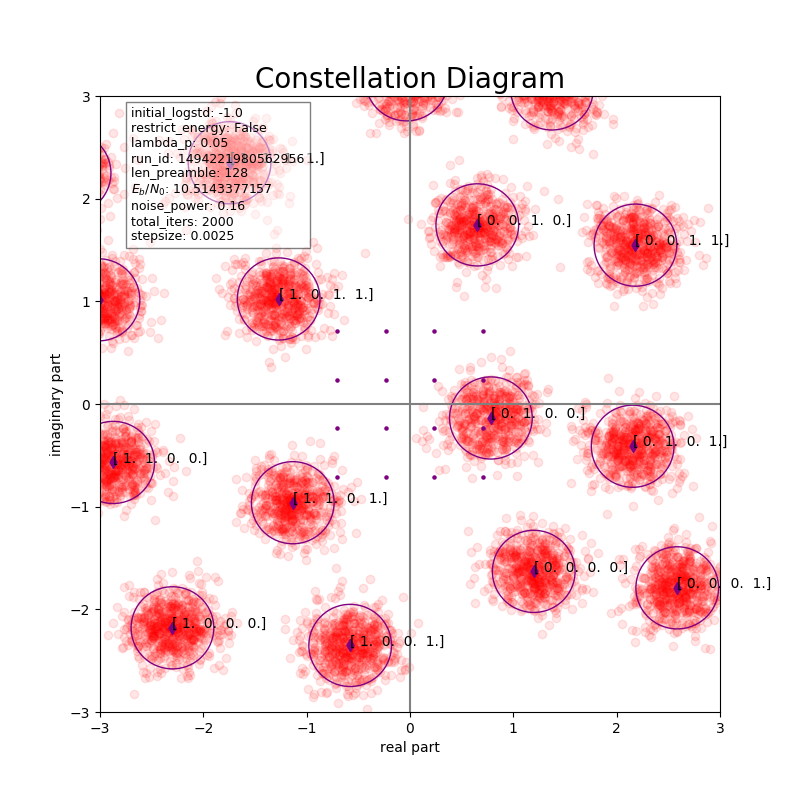 Constellation Diagram
initial_logstd: -1.0
restrict_energy: False
lambda_p: 0.05
run_id: 1494221980562956
1.]
len_preamble: 128
E_b/N_0: 10.5143377157
noise_power: 0.16
total_iters: 2000
stepsize: 0.0025
[ 0. 0. 1. 0.]
[ 0. 0. 1. 1.]
[ 1. 0. 1. 1.]
[ 0. 1. 0. 0.]
[ 0. 1. 0. 1.]
[ 1. 1. 0. 0.]
[ 1. 1. 0. 1.]
[ 0. 0. 0. 0.]
[ 0. 0. 0. 1.]
[ 1. 0. 0. 0.]
[ 1. 0. 0. 1.]
3
2
1
0
−1
−2
−3
imaginary part
−3 −2 −1 0 1 2 3
real part